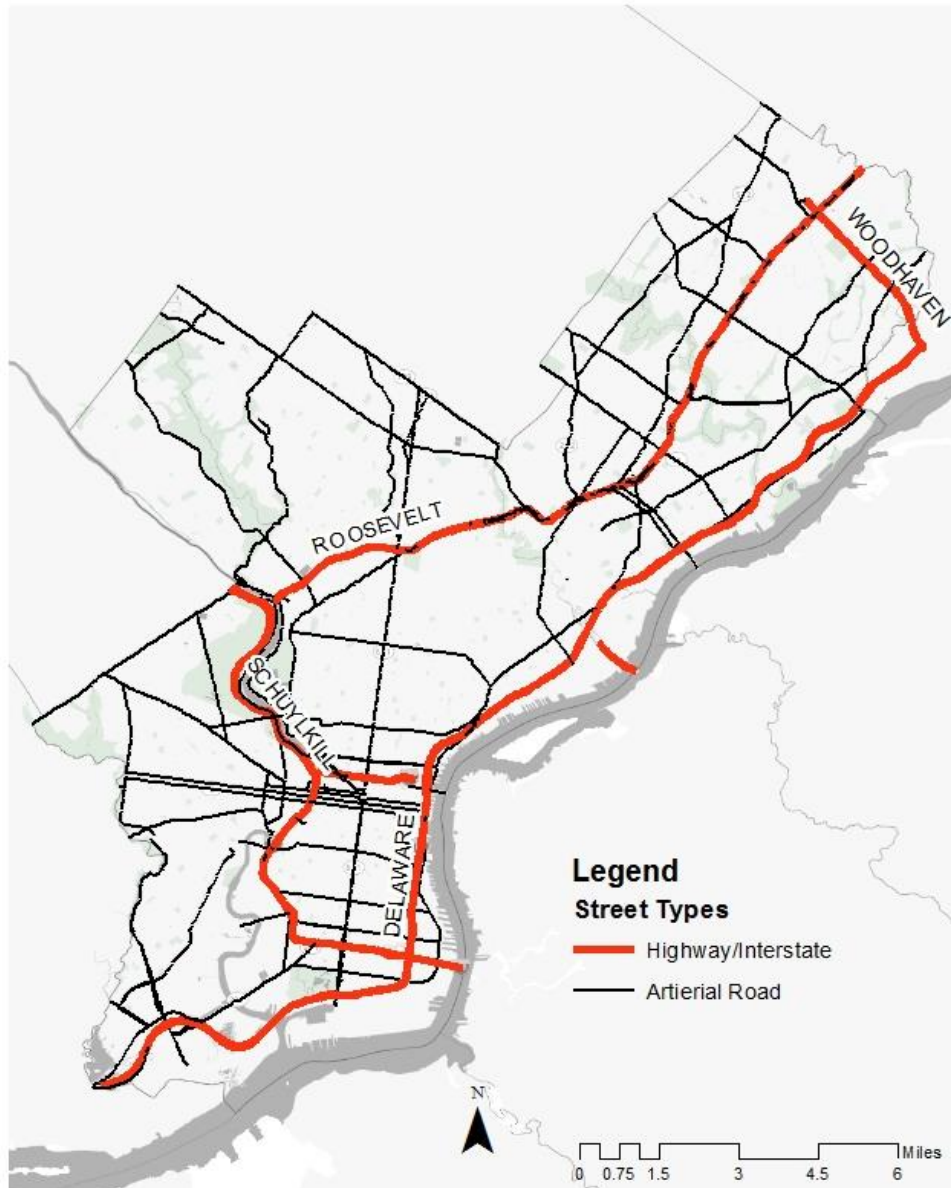 WOODHAVEN
ROOSEVELT
SCHUYLKILL
DELAWARE
Legend
Street Types
Highway/Interstate
Artierial Road
N
Miles
0 0.75 1.5 3 4.5 6